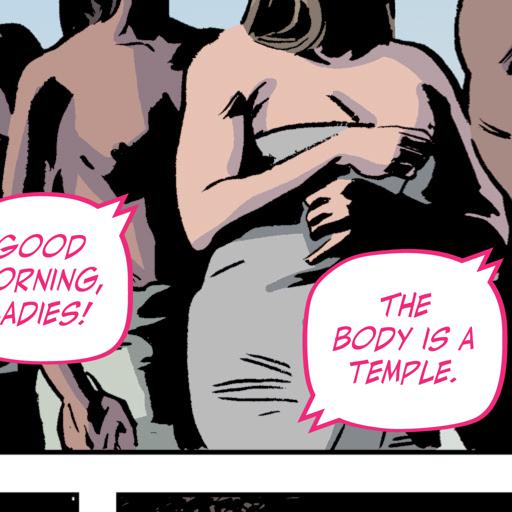 GOOD
ORNING,
ADIES!
THE
BODY IS A
TEMPLE.